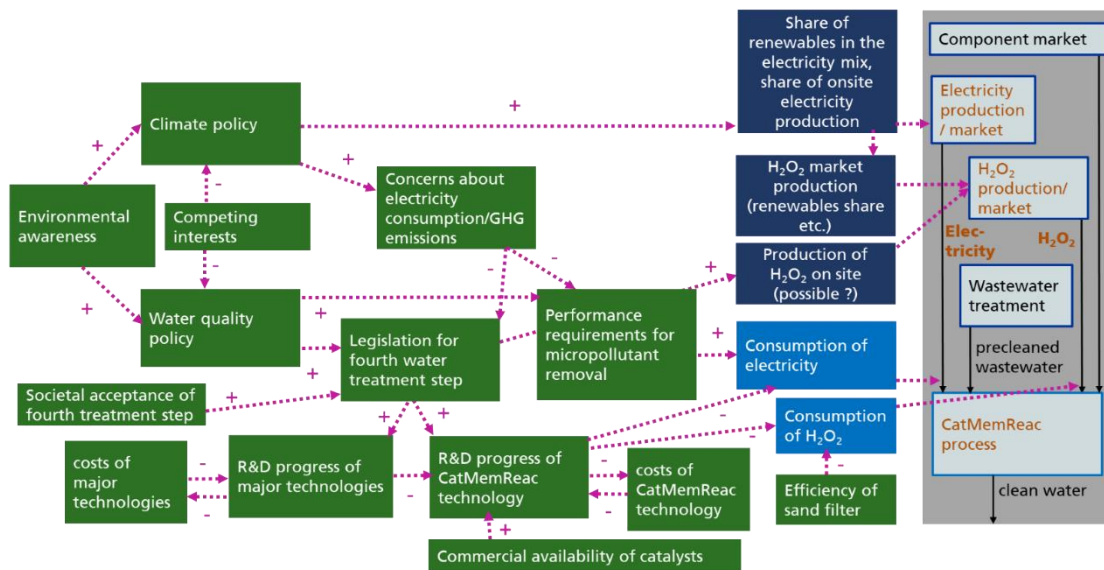 Share of
renewables in the
electricity mix,
share of onsite
electricity
production
Component market
Electricity
production
/ market
Climate policy
+
+
+
-
Concerns about
electricity
consumption/GHG
emissions
H₂O₂ market
production
(renewables share
etc.)
H₂O₂
production/
market
Environmental
awareness
Competing
interests
-
+
-
-
+
Production of
H₂O₂ on site
(possible ?)
Elec-
tricity
H₂O₂
Water quality
policy
+
+
Legislation for
fourth water
treatment step
Performance
requirements for
micropollutant
removal
+
Wastewater
treatment
Consumption of
electricity
precleaned
wastewater
Societal acceptance of
fourth treatment step
+
+
+
-
-
Consumption
of H₂O₂
CatMemReac
process
costs of
major
technologies
-
-
R&D progress of
major technologies
-
R&D progress of
CatMemReac
technology
-
-
costs of
CatMemReac
technology
-
Efficiency of
sand filter
clean water
+
Commercial availability of catalysts